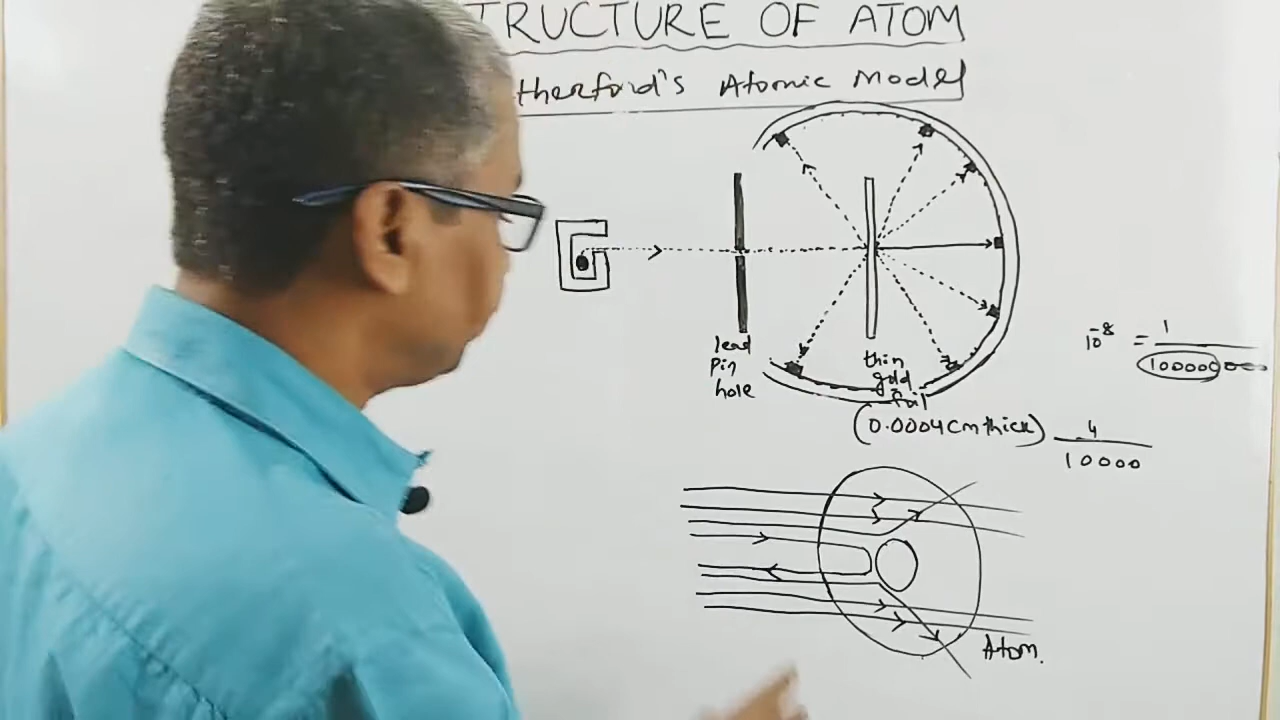 TRUCTURE OF ATOM
therford's Atomic Model
lead
Pin
hole
thin
gold
foil
(0.0004cm thick)
4
10000
10⁻⁸ = 1
100000000
Atom.